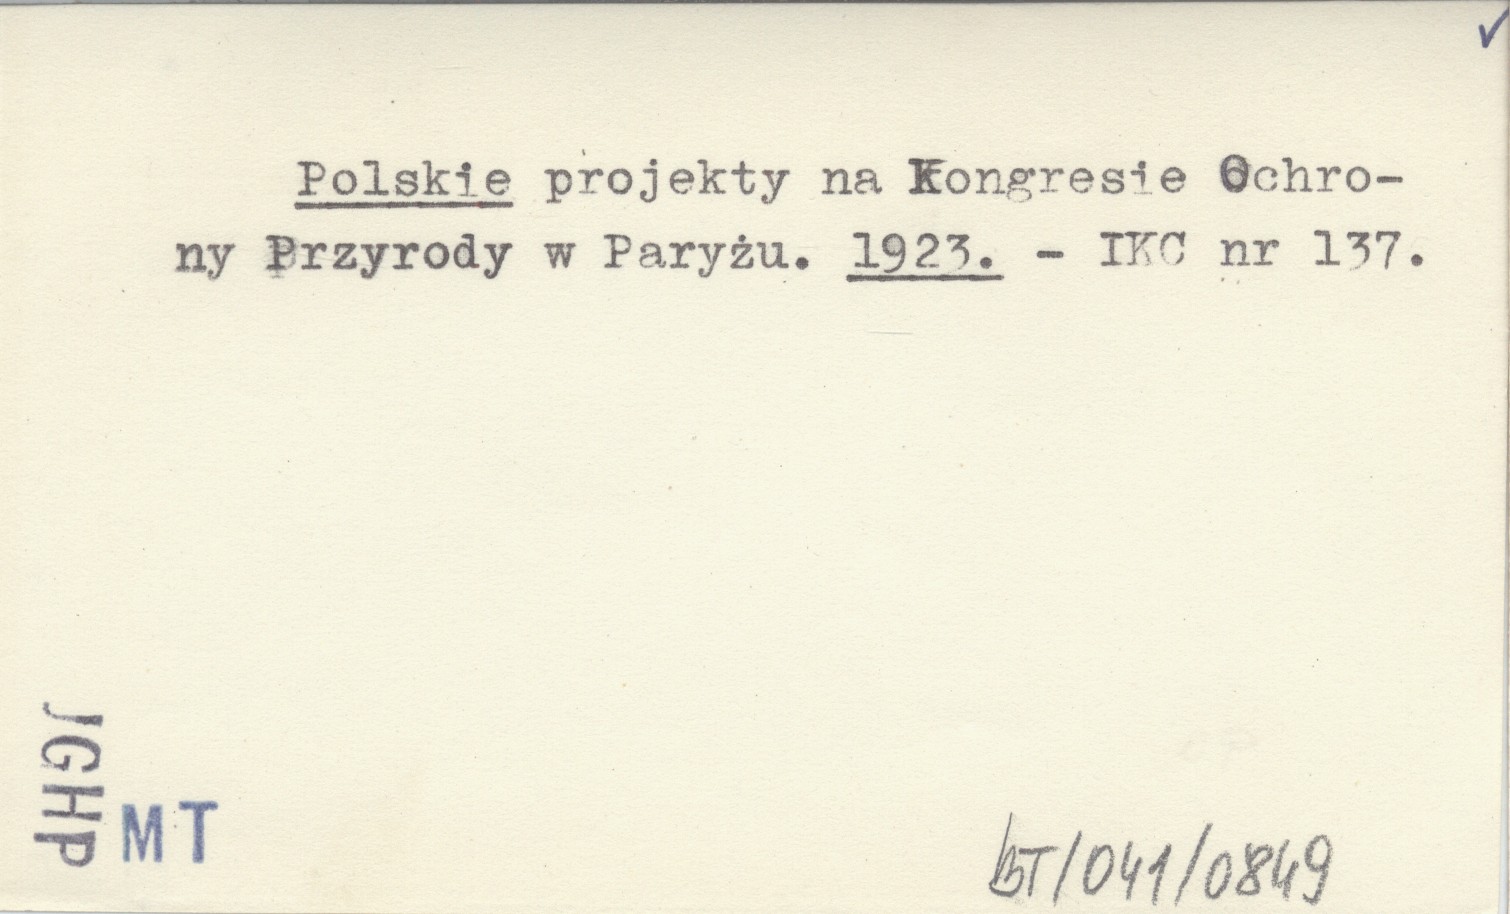 Polskie projekty na Kongresie Ochro-
ny Przyrody w Paryżu. 1923. - IKC nr 137.
JGHP
MT
BT/041/0849